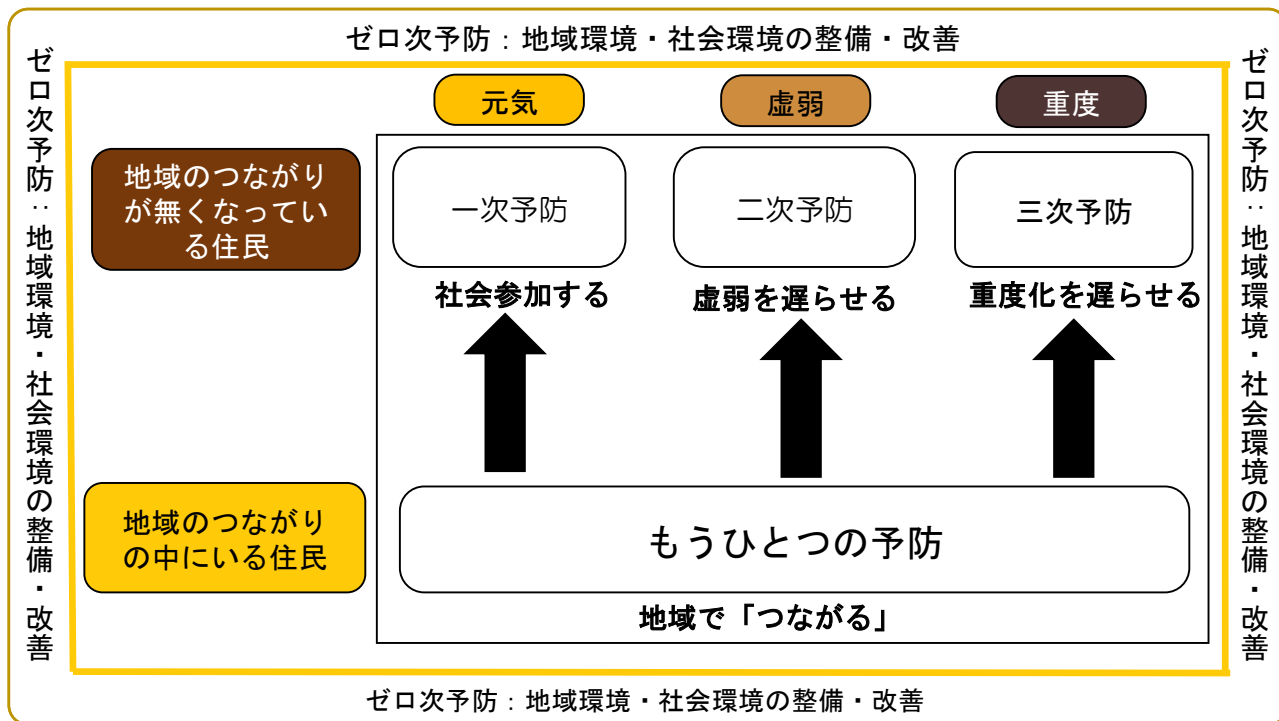 ゼロ次予防：地域環境・社会環境の整備・改善
ゼロ次予防：地域環境・社会環境の整備・改善
元気
虚弱
重度
地域のつながり
が無くなってい
る住民
一次予防
二次予防
三次予防
社会参加する
虚弱を遅らせる
重度化を遅らせる
地域のつながり
の中にいる住民
もうひとつの予防
地域で「つながる」
ゼロ次予防：地域環境・社会環境の整備・改善
ゼロ次予防：地域環境・社会環境の整備・改善